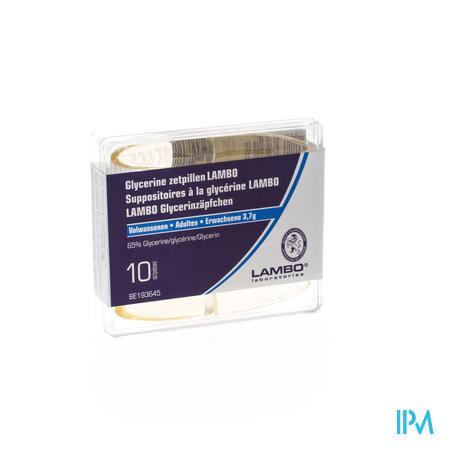 Glycerine zetpillen LAMBO
Suppositoires à la glycérine LAMBO
LAMBO Glycerinzäpfchen
Volwassenen • Adultes • Erwachsene 3,7g
65% Glycerine/glycérine/Glycerin
10
BE193645
LAMBO®
laboratories
IPM